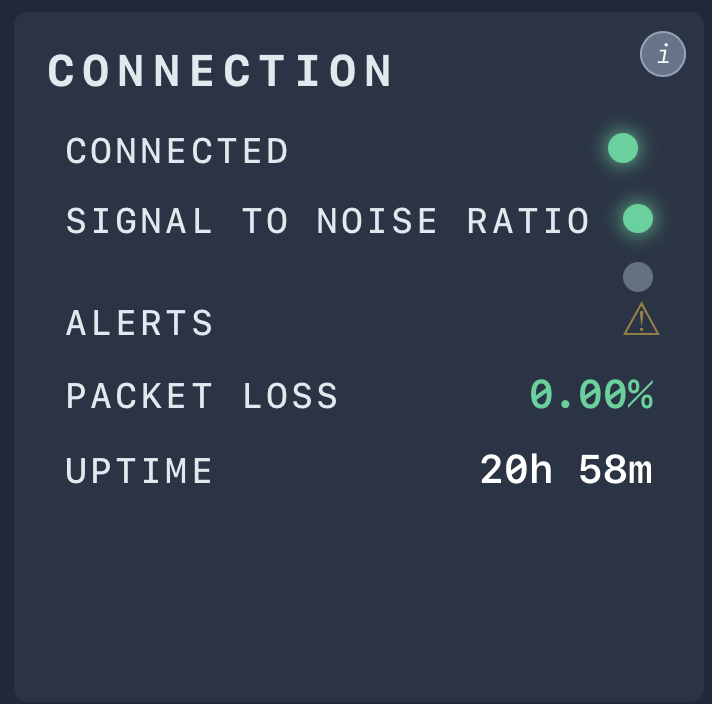 CONNECTION
i
CONNECTED
SIGNAL TO NOISE RATIO
ALERTS ⚠
PACKET LOSS 0.00%
UPTIME 20h 58m